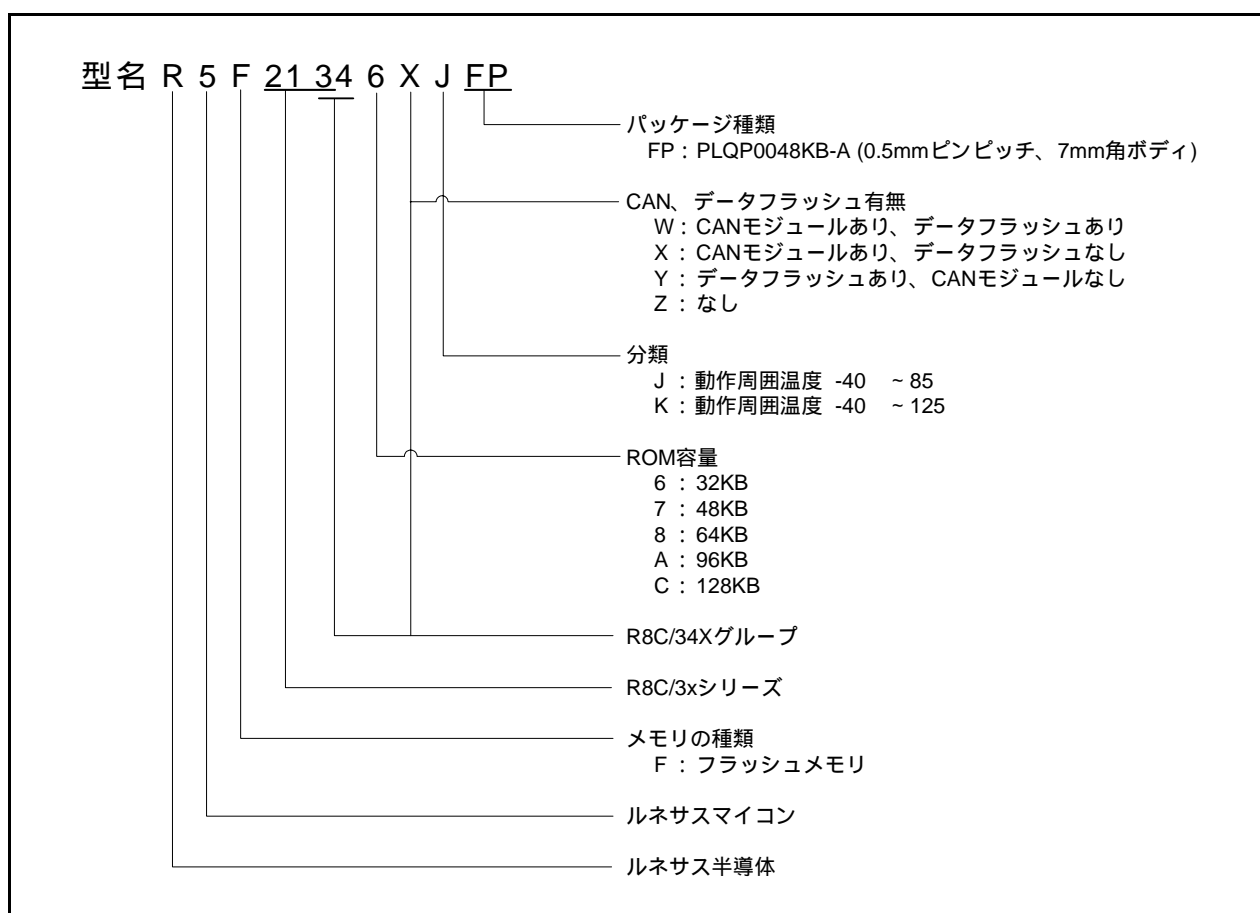 型名 R 5 F 21 34 6 X J FP
パッケージ種類
FP : PLQP0048KB-A (0.5mmピンピッチ、7mm角ボディ)
CAN、データフラッシュ有無
W : CANモジュールあり、データフラッシュあり
X : CANモジュールあり、データフラッシュなし
Y : データフラッシュあり、CANモジュールなし
Z : なし
分類
J : 動作周囲温度 -40 ~ 85
K : 動作周囲温度 -40 ~ 125
ROM容量
6 : 32KB
7 : 48KB
8 : 64KB
A : 96KB
C : 128KB
R8C/34Xグループ
R8C/3xシリーズ
メモリの種類
F : フラッシュメモリ
ルネサスマイコン
ルネサス半導体